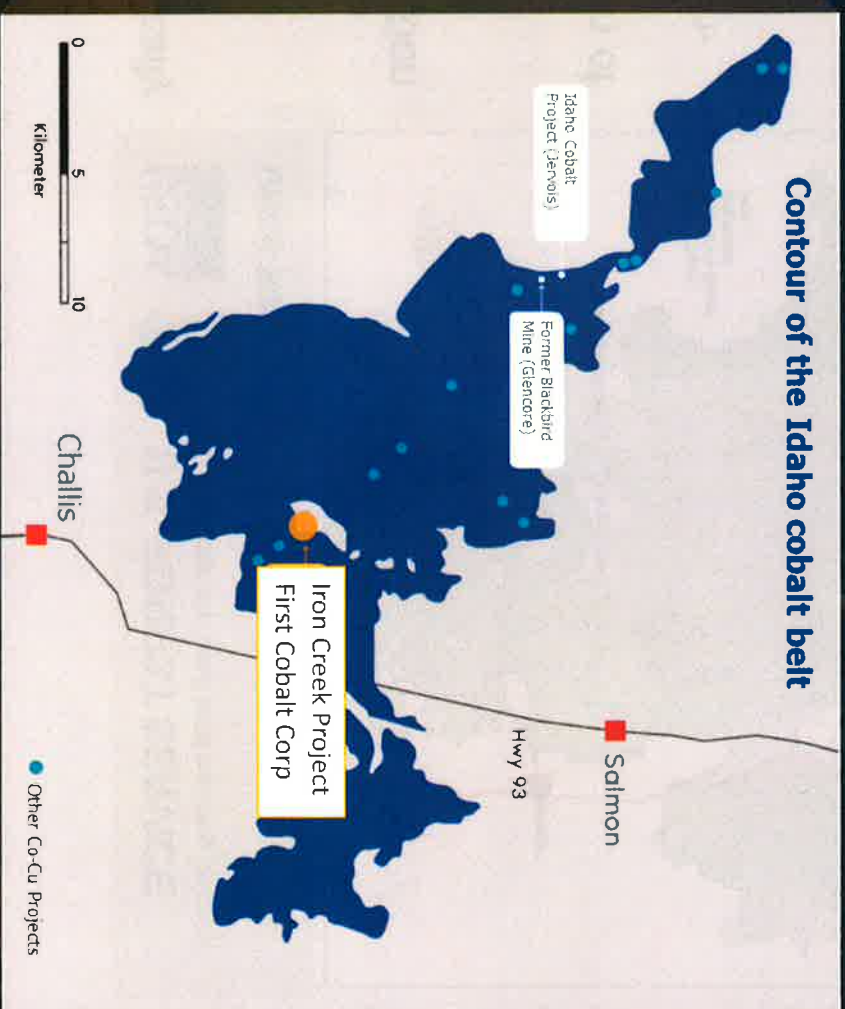 Contour of the Idaho cobalt belt
Idaho Cobalt
Project (Jervois)
Former Blackbird
Mine (Glencore)
Salmon
Hwy 93
Iron Creek Project
First Cobalt Corp
Challis
0
5
10
Kilometer
Other Co-Cu Projects